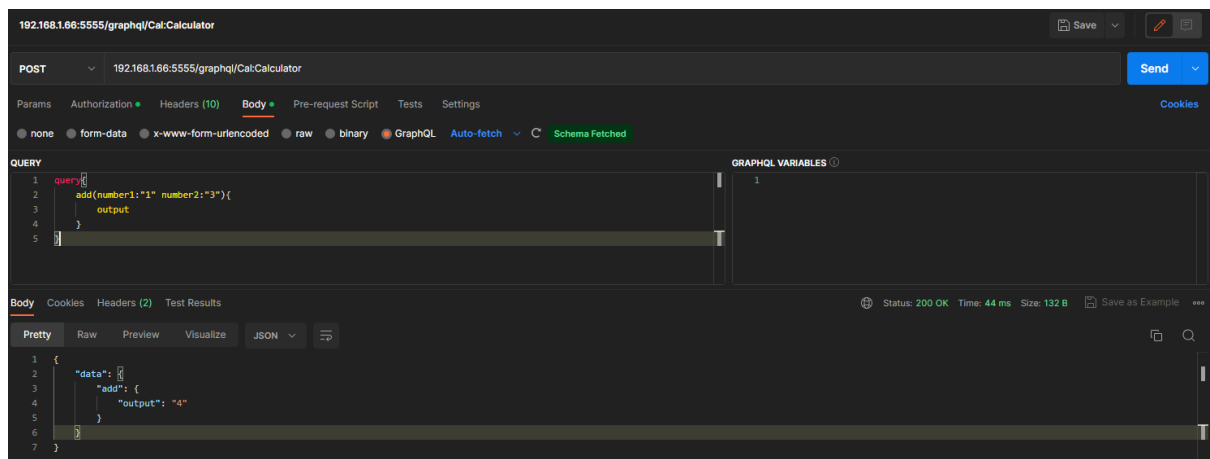 192.168.1.66:5555/graphql/Cal:Calculator
Save
POST 192.168.1.66:5555/graphql/Cal:Calculator Send
Params Authorization Headers (10) Body Pre-request Script Tests Settings Cookies
none form-data x-www-form-urlencoded raw binary GraphQL Auto-fetch Schema Fetched
QUERY GRAPHQL VARIABLES
1 query{ 1
2 add(number1:"1" number2:"3"){
3 output
4 }
5 }
Body Cookies Headers (2) Test Results Status: 200 OK Time: 44 ms Size: 132 B Save as Example
Pretty Raw Preview Visualize JSON
1 {
2 "data": {
3 "add": {
4 "output": "4"
5 }
6 }
7 }